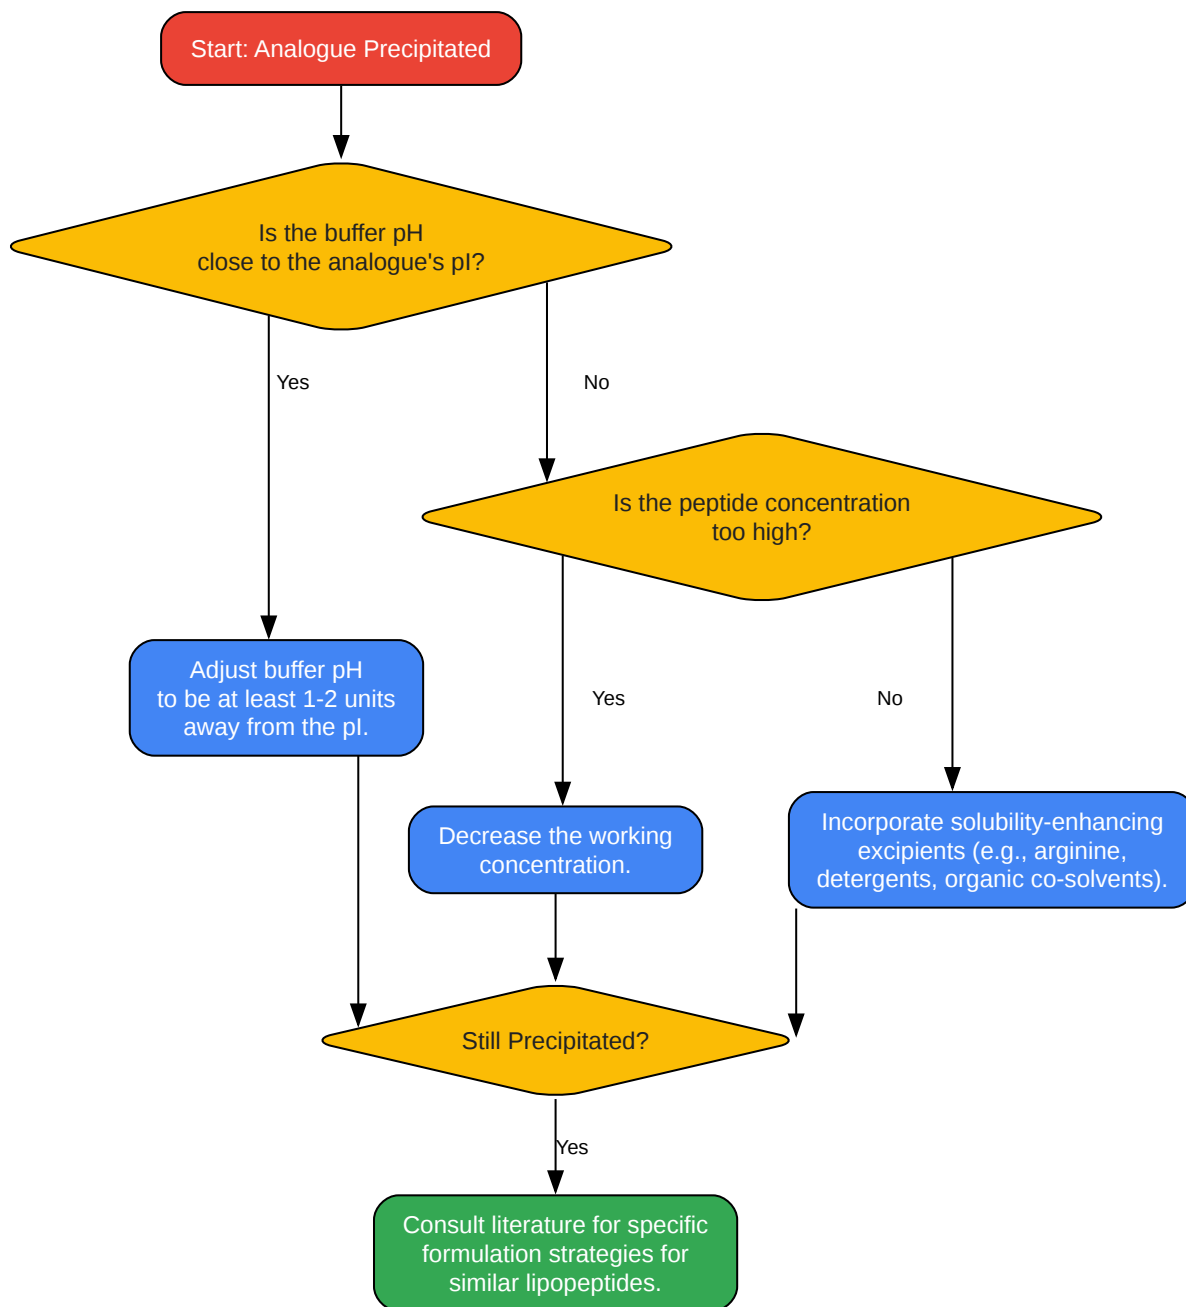 Start: Analogue Precipitated
Is the buffer pH
close to the analogue's pI?
Yes
No
Is the peptide concentration
too high?
Adjust buffer pH
to be at least 1-2 units
away from the pI.
Yes
No
Decrease the working
concentration.
Incorporate solubility-enhancing
excipients (e.g., arginine,
detergents, organic co-solvents).
Still Precipitated?
Yes
Consult literature for specific
formulation strategies for
similar lipopeptides.